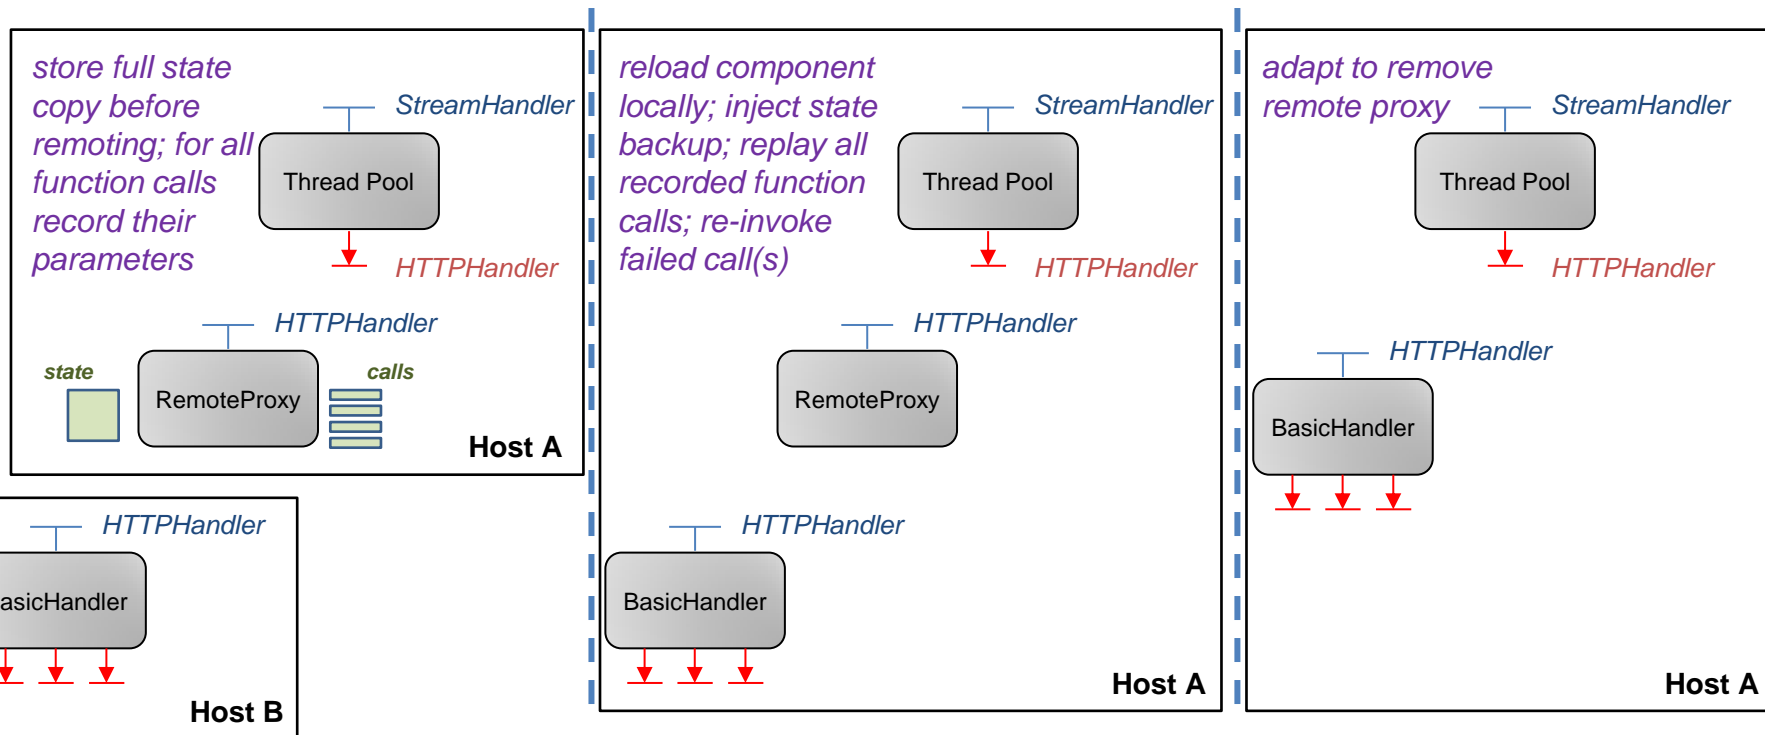 store full state
copy before
remoting; for all
function calls
record their
parameters
StreamHandler
Thread Pool
HTTPHandler
HTTPHandler
state
calls
RemoteProxy
Host A
HTTPHandler
asicHandler
Host B
reload component
locally; inject state
backup; replay all
recorded function
calls; re-invoke
failed call(s)
StreamHandler
Thread Pool
HTTPHandler
HTTPHandler
RemoteProxy
HTTPHandler
BasicHandler
Host A
adapt to remove
remote proxy
StreamHandler
Thread Pool
HTTPHandler
HTTPHandler
BasicHandler
Host A